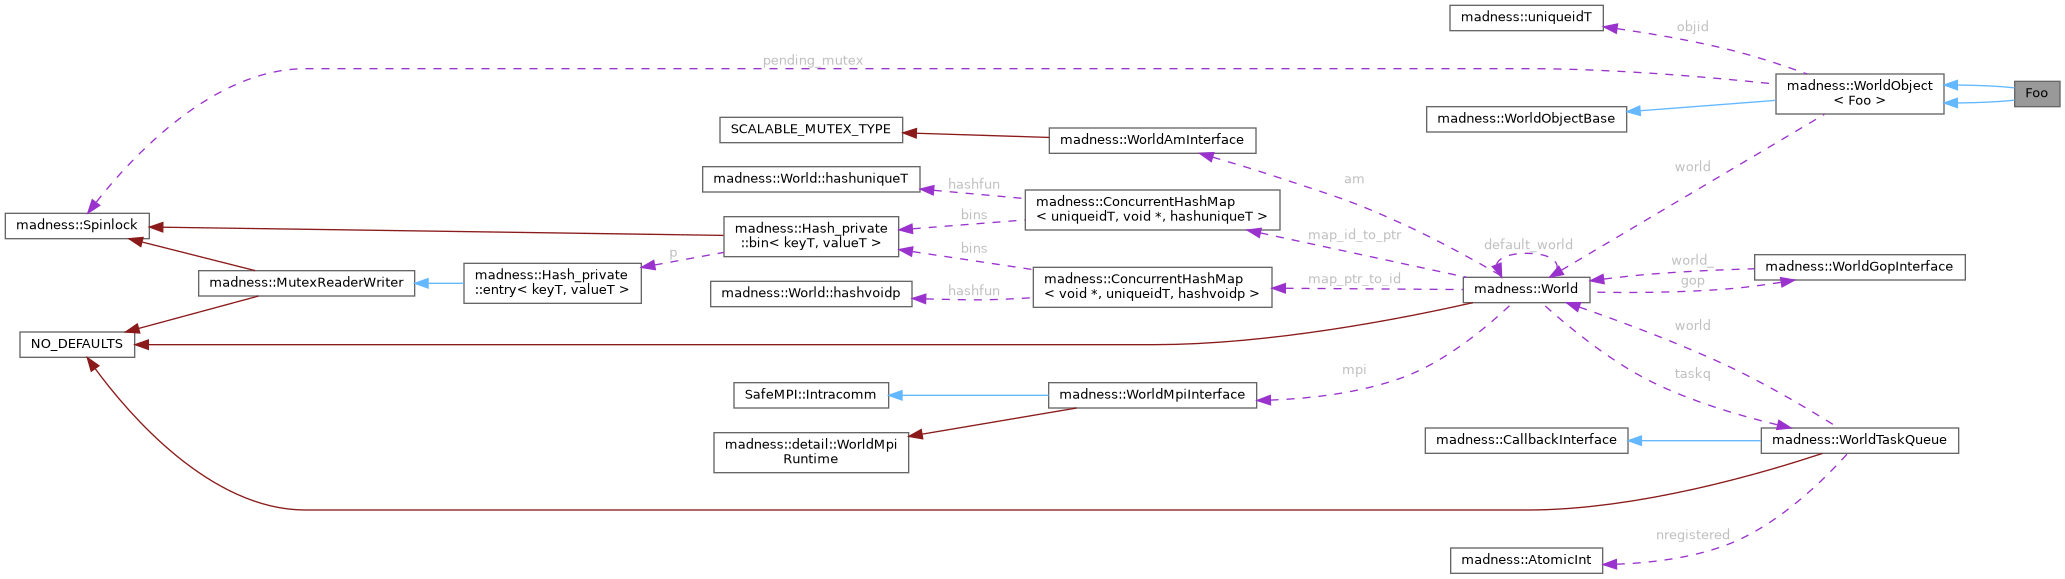 madness::uniqueidT
objid
pending_mutex
madness::WorldObject
< Foo >
Foo
madness::WorldObjectBase
SCALABLE_MUTEX_TYPE
madness::WorldAmInterface
world
madness::World::hashuniqueT
hashfun
am
madness::ConcurrentHashMap
< uniqueidT, void *, hashuniqueT >
bins
madness::Spinlock
madness::Hash_private
::bin< keyT, valueT >
map_id_to_ptr
default_world
bins
p
world_
madness::WorldGopInterface
madness::Hash_private
::entry< keyT, valueT >
madness::MutexReaderWriter
madness::ConcurrentHashMap
< void *, uniqueidT, hashvoidp >
map_ptr_to_id
gop
madness::World::hashvoidp
hashfun
madness::World
world
NO_DEFAULTS
mpi
taskq
SafeMPI::Intracomm
madness::WorldMpiInterface
madness::detail::WorldMpi
Runtime
madness::CallbackInterface
madness::WorldTaskQueue
nregistered
madness::AtomicInt